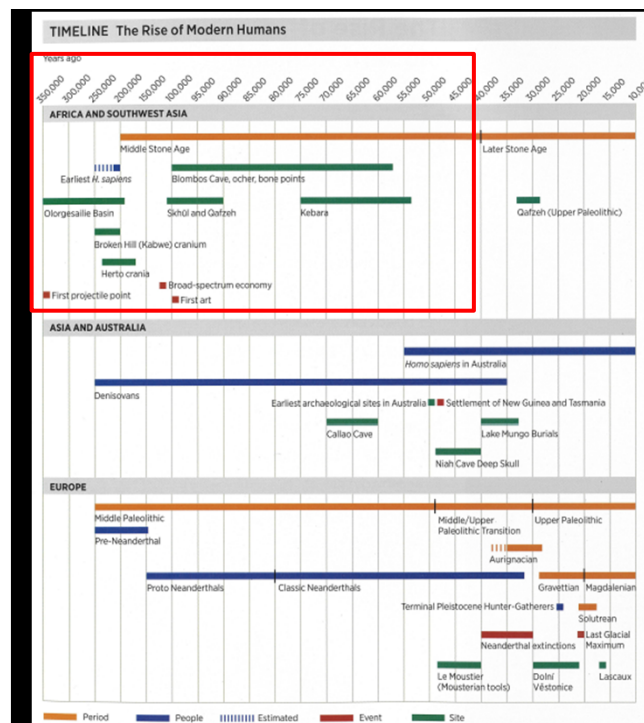 TIMELINE The Rise of Modern Humans
Years ago
350,000 300,000 250,000 200,000 150,000 100,000 95,000 90,000 80,000 75,000 65,000 60,000 55,000 50,000 45,000 40,000 35,000 30,000 25,000 20,000 15,000 10,000
AFRICA AND SOUTHWEST ASIA
Middle Stone Age
Later Stone Age
Earliest H. sapiens
Blombos Cave, ocher, bone points
Olorgesailie Basin
Skhūl and Qafzeh
Kebara
Qafzeh (Upper Paleolithic)
Broken Hill (Kabwe) cranium
Herto crania
Broad-spectrum economy
First projectile point
First art
ASIA AND AUSTRALIA
Homo sapiens in Australia
Denisovans
Earliest archaeological sites in Australia
Settlement of New Guinea and Tasmania
Callao Cave
Lake Mungo Burials
Niah Cave Deep Skull
EUROPE
Middle Paleolithic
Middle/Upper
Paleolithic Transition
Upper Paleolithic
Pre-Neanderthal
Aurignacian
Proto Neanderthals
Classic Neanderthals
Gravettian
Magdalenian
Terminal Pleistocene Hunter-Gatherers
Solutrean
Neanderthal extinctions
Last Glacial
Maximum
Le Moustier
(Mousterian tools)
Dolní
Véstonice
Lascaux
Period
People
Estimated
Event
Site